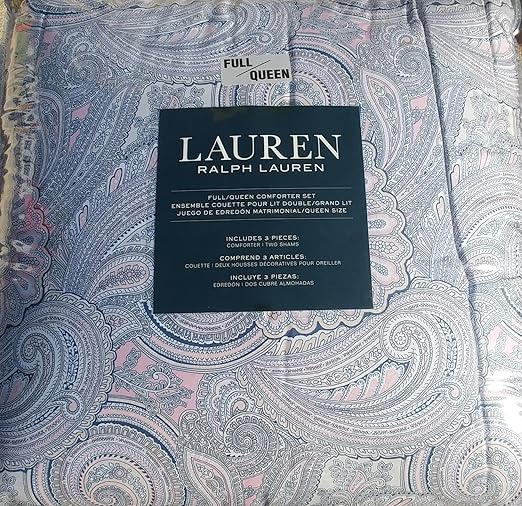 FULL/QUEEN
LAUREN
RALPH LAUREN
FULL/QUEEN COMFORTER SET
ENSEMBLE COUETTE POUR LIT DOUBLE/GRAND LIT
JUEGO DE EDREDÓN MATRIMONIAL/QUEEN SIZE
INCLUDES 3 PIECES:
COMFORTER | TWO SHAMS
COMPREND 3 ARTICLES:
COUETTE | DEUX HOUSSES DÉCORATIVES POUR OREILLER
INCLUYE 3 PIEZAS:
EDREDÓN | DOS CUBRE ALMOHADAS